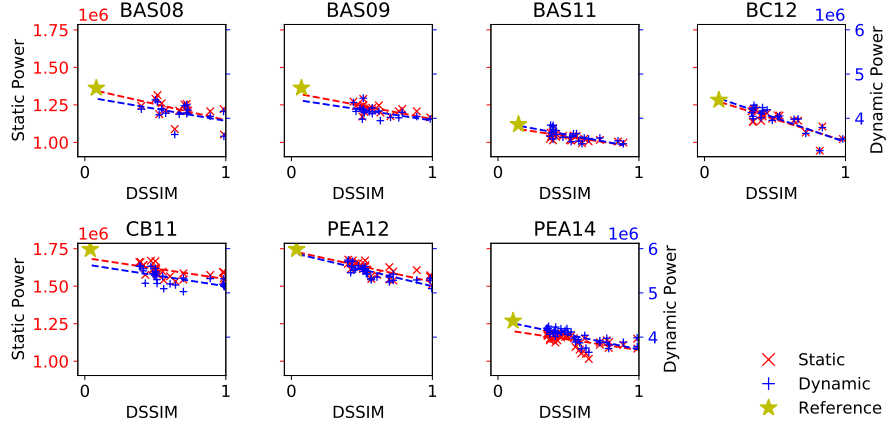 BAS08 BAS09 BAS11 BC12
1e6 1e6
1.75 6
1.50 5
1.25 4
1.00
Static Power Dynamic Power
0 1 0 1 0 1 0 1
DSSIM DSSIM DSSIM DSSIM
CB11 PEA12 PEA14
1e6 1e6
1.75 6
1.50 5
1.25 4
1.00
Static Power Dynamic Power
0 1 0 1 0 1
DSSIM DSSIM DSSIM
Static
Dynamic
Reference